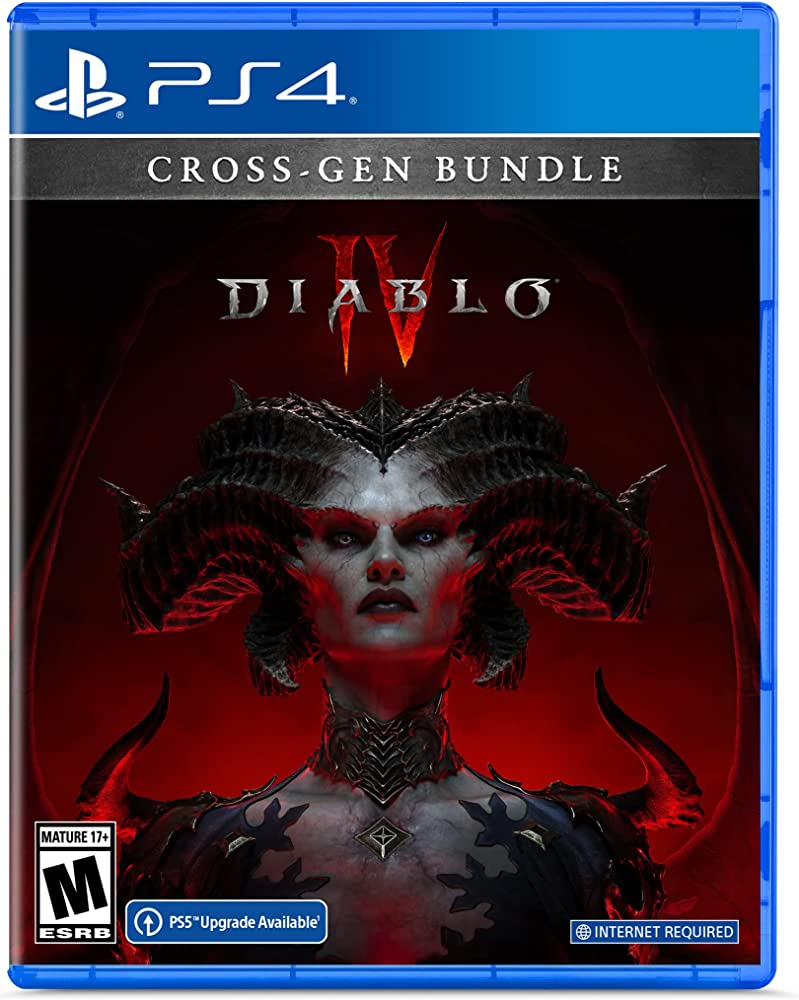 PS4
CROSS-GEN BUNDLE
IV
DIABLO
MATURE 17+
M
ESRB
PS5™ Upgrade Available¹
INTERNET REQUIRED